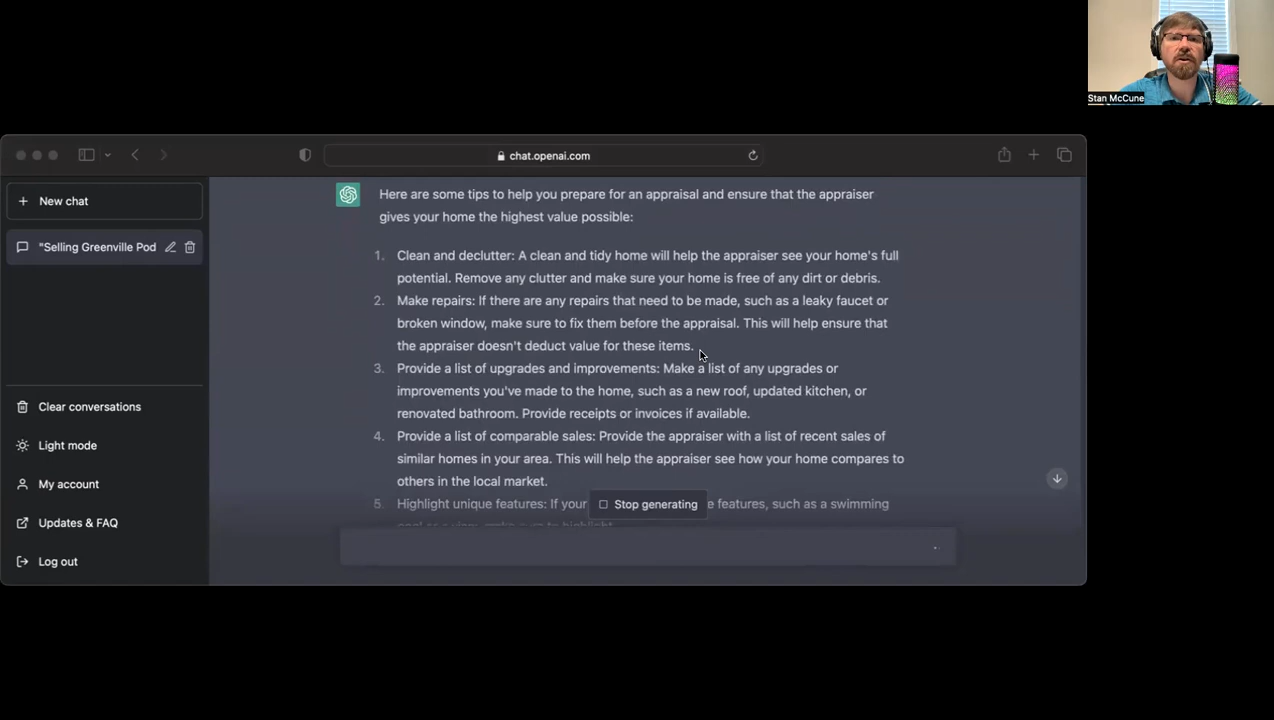 Stan McCune
chat.openai.com
New chat
"Selling Greenville Pod
Clear conversations
Light mode
My account
Updates & FAQ
Log out
Here are some tips to help you prepare for an appraisal and ensure that the appraiser
gives your home the highest value possible:
1. Clean and declutter: A clean and tidy home will help the appraiser see your home's full
potential. Remove any clutter and make sure your home is free of any dirt or debris.
2. Make repairs: If there are any repairs that need to be made, such as a leaky faucet or
broken window, make sure to fix them before the appraisal. This will help ensure that
the appraiser doesn't deduct value for these items.
3. Provide a list of upgrades and improvements: Make a list of any upgrades or
improvements you've made to the home, such as a new roof, updated kitchen, or
renovated bathroom. Provide receipts or invoices if available.
4. Provide a list of comparable sales: Provide the appraiser with a list of recent sales of
similar homes in your area. This will help the appraiser see how your home compares to
others in the local market.
5. Highlight unique features: If your e features, such as a swimming
Stop generating